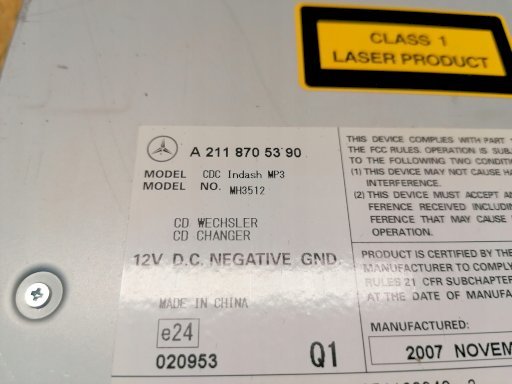 CLASS 1
LASER PRODUCT
A 211 870 53 90
MODEL CDC Indash MP3
MODEL NO. MH3512
CD WECHSLER
CD CHANGER
12V D.C. NEGATIVE GND.
MADE IN CHINA
e24
020953 Q1
THIS DEVICE COMPLIES WITH PART
THE FCC RULES. OPERATION IS
TO THE FOLLOWING TWO
(1) THIS DEVICE MAY NOT CAUSE
INTERFERENCE.
(2) THIS DEVICE MUST ACCEPT
FERENCE RECEIVED
FERENCE THAT MAY CAUSE
OPERATION.
PRODUCT IS CERTIFIED BY THE
MANUFACTURER TO COMPLY
RULES 21 CFR
AT THE DATE OF
MANUFACTURED:
2007